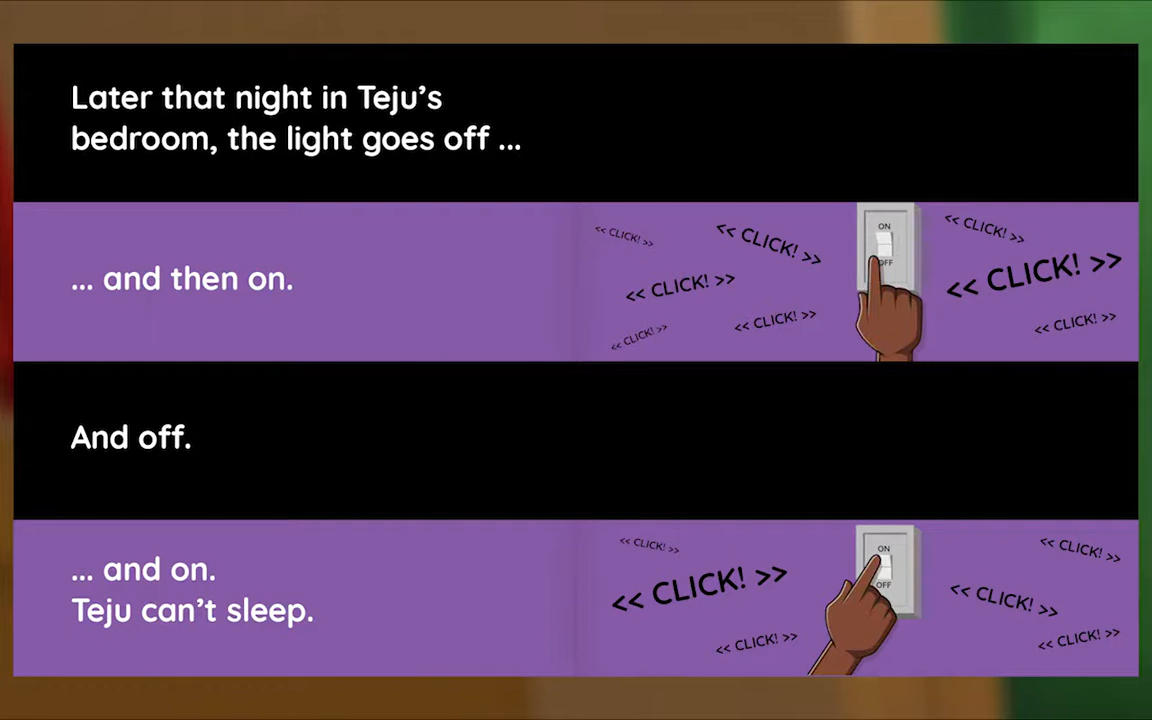 Later that night in Teju’s
bedroom, the light goes off ...
... and then on.
<< CLICK! >>
<< CLICK! >>
<< CLICK! >>
<< CLICK! >>
<< CLICK! >>
ON
OFF
<< CLICK! >>
<< CLICK! >>
<< CLICK! >>
And off.
... and on.
Teju can’t sleep.
<< CLICK! >>
<< CLICK! >>
<< CLICK! >>
ON
OFF
<< CLICK! >>
<< CLICK! >>
<< CLICK! >>